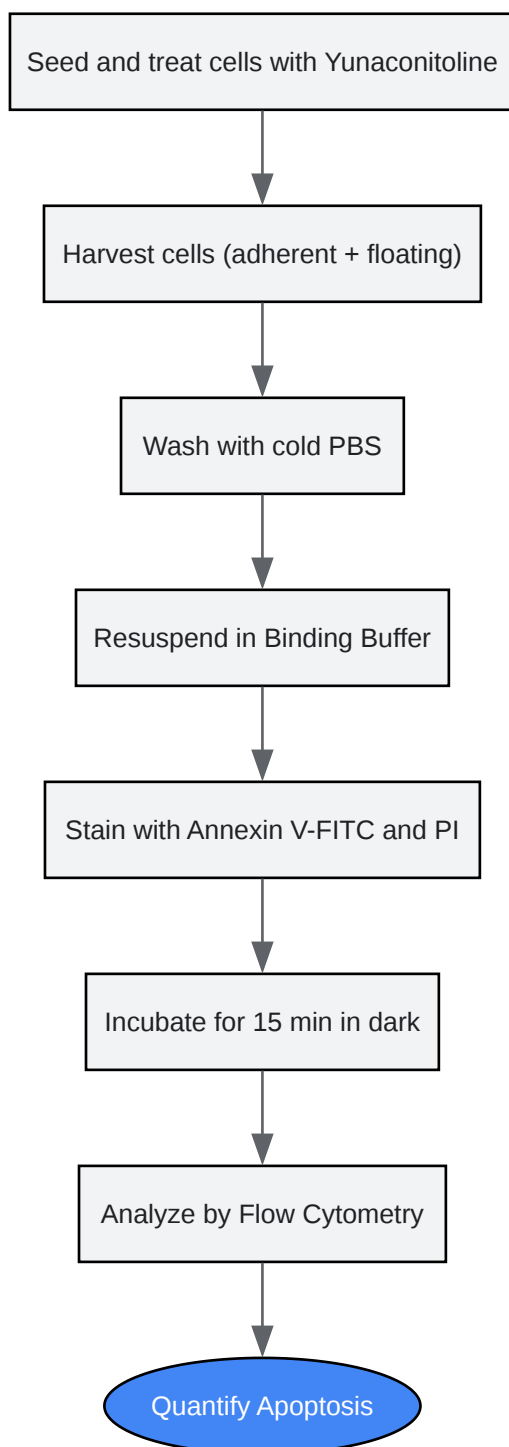 Seed and treat cells with Yunaconitoline
Harvest cells (adherent + floating)
Wash with cold PBS
Resuspend in Binding Buffer
Stain with Annexin V-FITC and PI
Incubate for 15 min in dark
Analyze by Flow Cytometry
Quantify Apoptosis